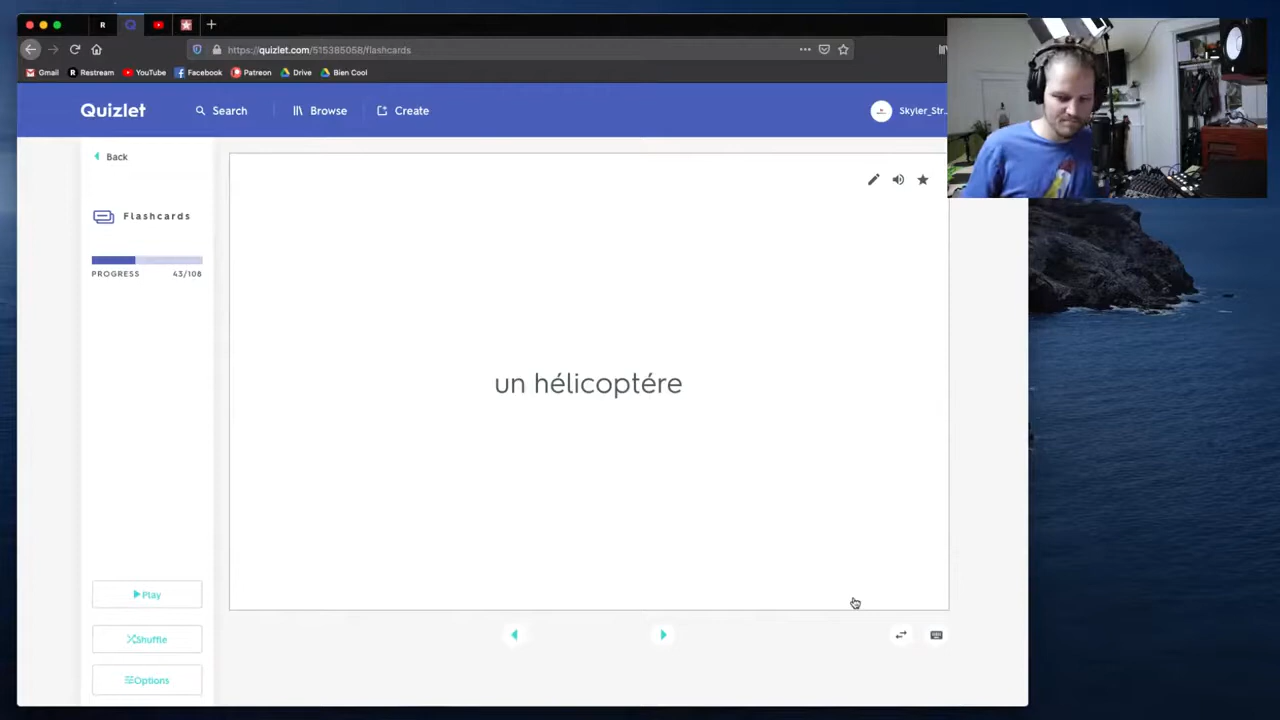 R
https://quizlet.com/515385058/flashcards
Gmail
Restream
YouTube
Facebook
Patreon
Drive
Bien Cool
Quizlet
Search
Browse
Create
Skyler_Str...
Back
Flashcards
PROGRESS 43/108
un hélicoptére
Play
Shuffle
Options